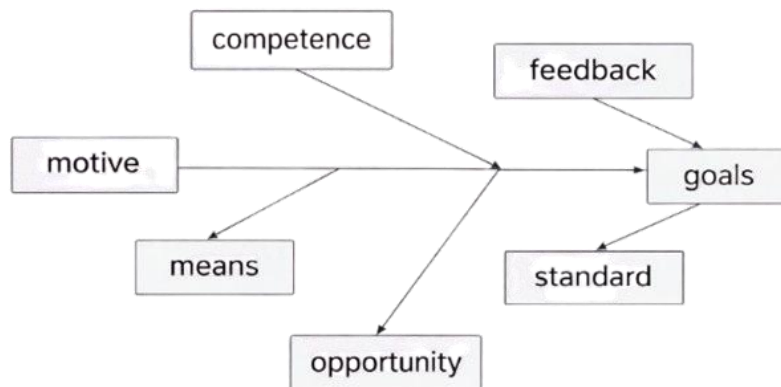 competence
feedback
motive
goals
means
standard
opportunity